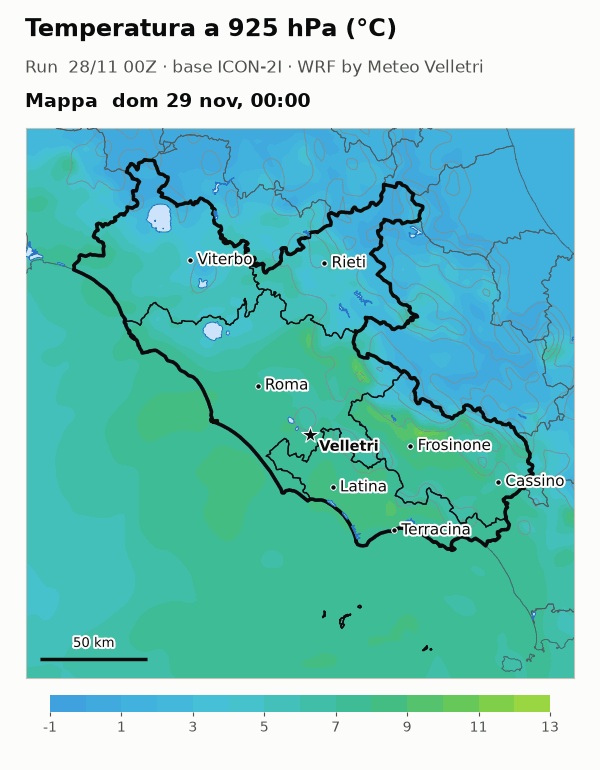 Temperatura a 925 hPa (°C)
Run  28/11 00Z · base ICON-2I · WRF by Meteo Velletri
Mappa  dom 29 nov, 00:00
Viterbo
Rieti
Roma
Velletri
Frosinone
Latina
Cassino
Terracina
50 km
-1 1 3 5 7 9 11 13